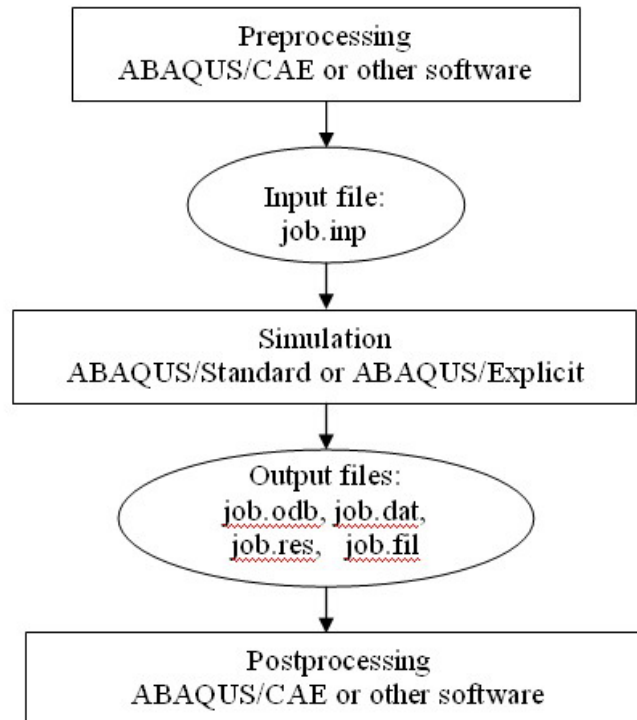 Preprocessing
ABAQUS/CAE or other software
Input file:
job.inp
Simulation
ABAQUS/Standard or ABAQUS/Explicit
Output files:
job.odb, job.dat,
job.res, job.fil
Postprocessing
ABAQUS/CAE or other software